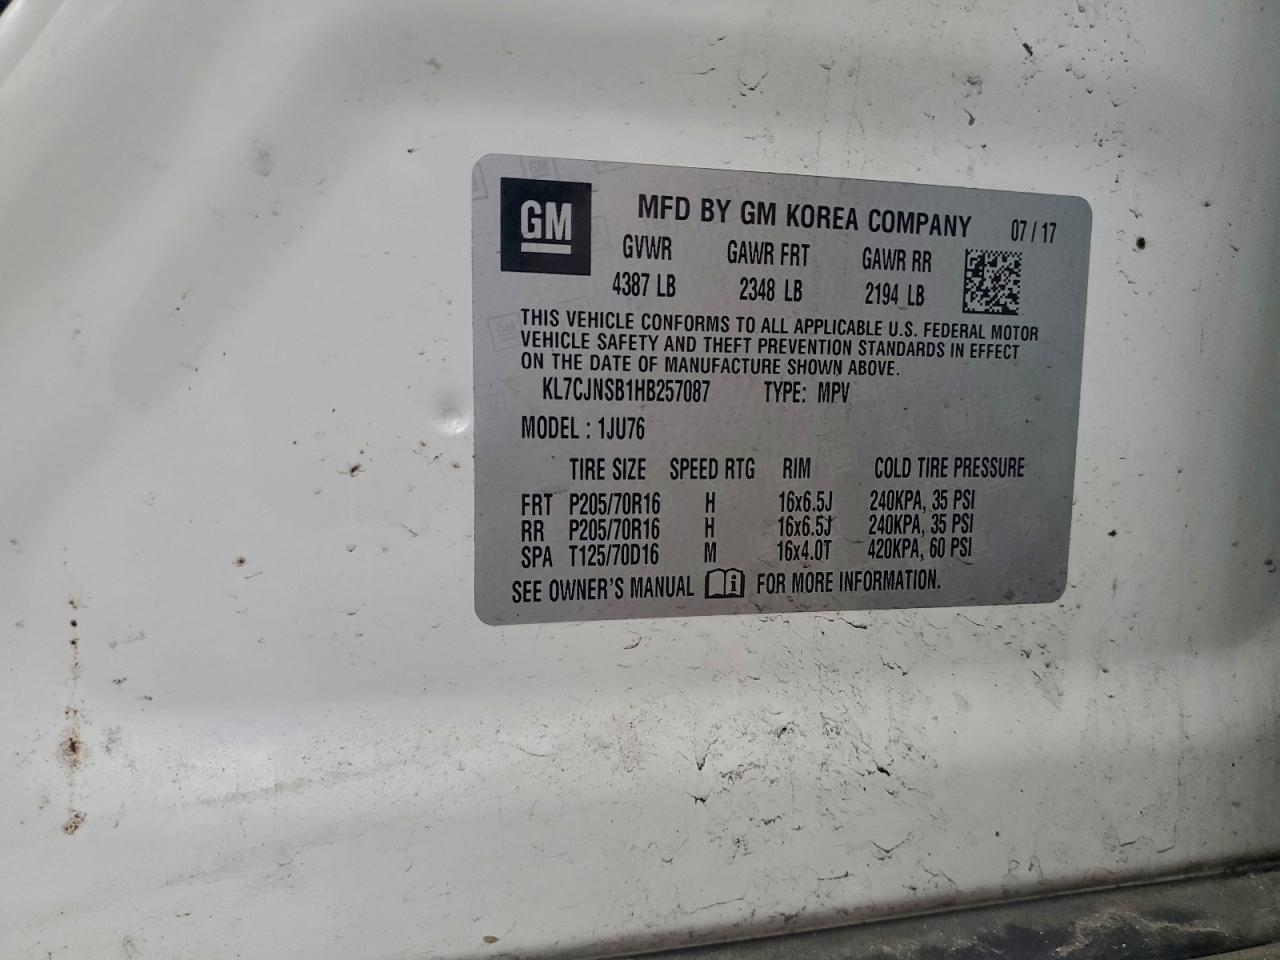 GM MFD BY GM KOREA COMPANY 07/17
GVWR GAWR FRT GAWR RR
4387 LB 2348 LB 2194 LB
THIS VEHICLE CONFORMS TO ALL APPLICABLE U.S. FEDERAL MOTOR
VEHICLE SAFETY AND THEFT PREVENTION STANDARDS IN EFFECT
ON THE DATE OF MANUFACTURE SHOWN ABOVE.
KL7CJNSB1HB257087 TYPE: MPV
MODEL : 1JU76
TIRE SIZE SPEED RTG RIM COLD TIRE PRESSURE
FRT P205/70R16 H 16x6.5J 240KPA, 35 PSI
RR P205/70R16 H 16x6.5J 240KPA, 35 PSI
SPA T125/70D16 M 16x4.0T 420KPA, 60 PSI
SEE OWNER'S MANUAL FOR MORE INFORMATION.